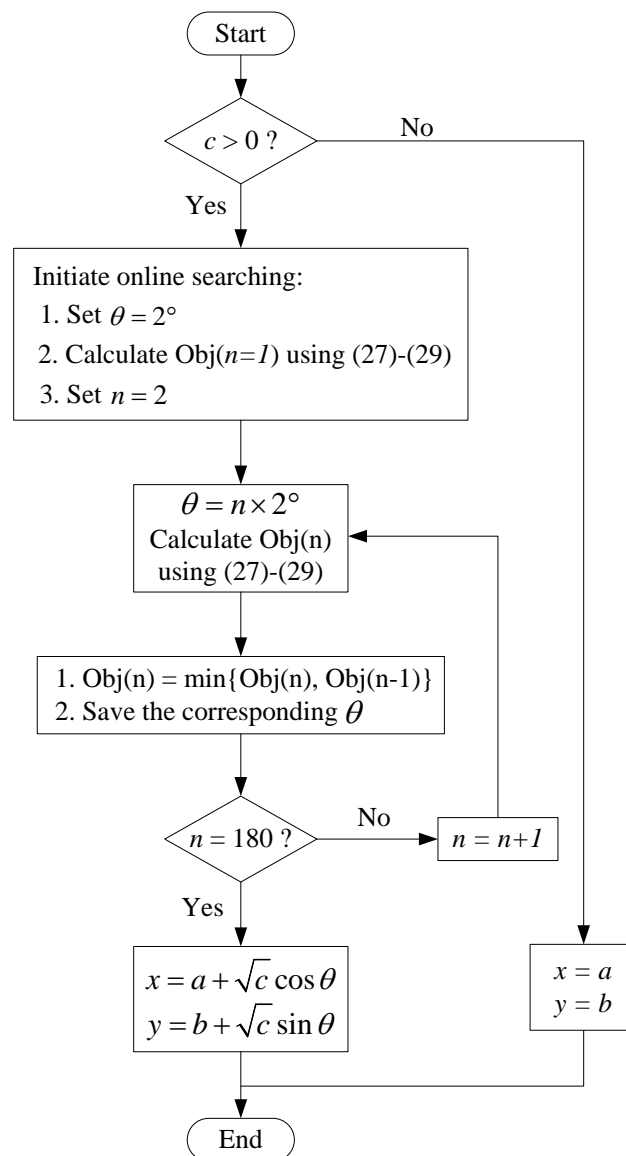 Start
c > 0 ?
No
Yes
Initiate online searching:
1. Set θ = 2°
2. Calculate Obj(n=1) using (27)-(29)
3. Set n = 2
θ = n × 2°
Calculate Obj(n)
using (27)-(29)
1. Obj(n) = min{Obj(n), Obj(n-1)}
2. Save the corresponding θ
n = 180 ?
No
n = n+1
Yes
x = a + √c cos θ
y = b + √c sin θ
x = a
y = b
End